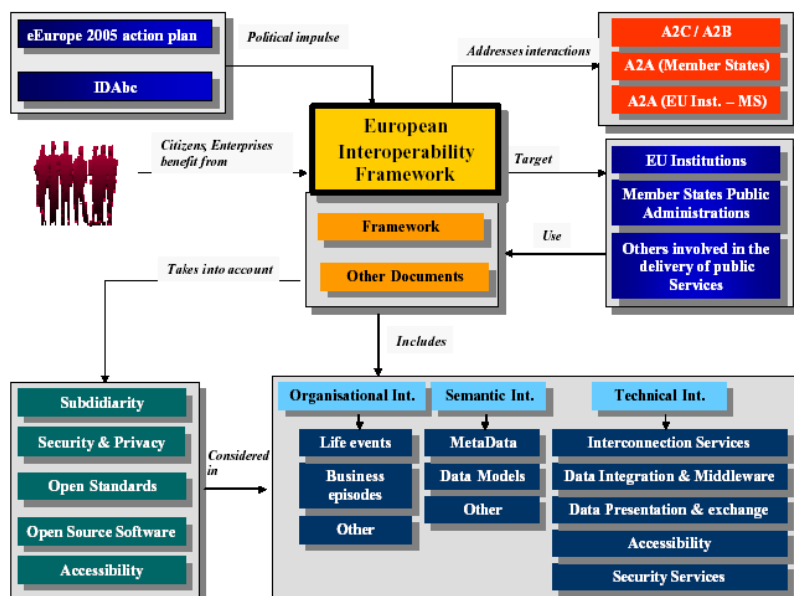 eEurope 2005 action plan
IDAbc
Political impulse
Addresses interactions
A2C / A2B
A2A (Member States)
A2A (EU Inst. – MS)
European
Interoperability
Framework
Citizens, Enterprises
benefit from
Target
EU Institutions
Member States Public
Administrations
Others involved in the
delivery of public
Services
Use
Framework
Other Documents
Takes into account
Includes
Subdidiarity
Security & Privacy
Open Standards
Open Source Software
Accessibility
Considered
in
Organisational Int.
Life events
Business
episodes
Other
Semantic Int.
MetaData
Data Models
Other
Technical Int.
Interconnection Services
Data Integration & Middleware
Data Presentation & exchange
Accessibility
Security Services